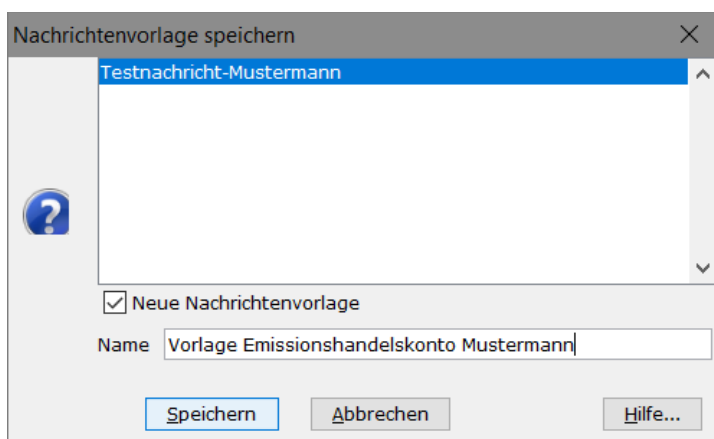 Nachrichtenvorlage speichern
Testnachricht-Mustermann
Neue Nachrichtenvorlage
Name Vorlage Emissionshandelskonto Mustermann
Speichern Abbrechen Hilfe...